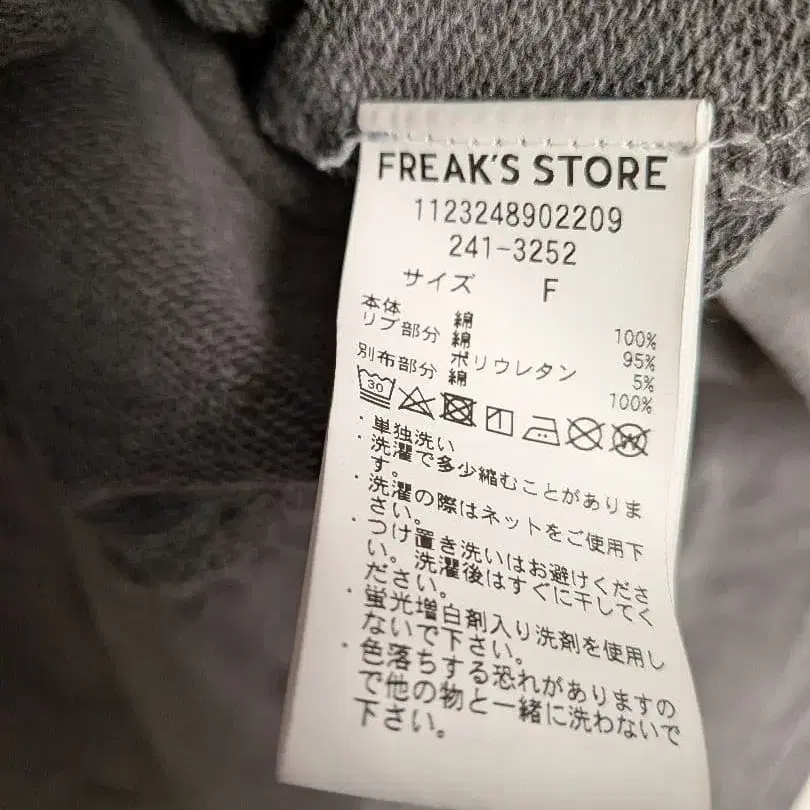 FREAK'S STORE
1123248902209
241-3252
サイズ F
本体 綿 100%
リブ部分 綿 95%
ポリウレタン 5%
別布部分 綿 100%
30
・単独洗い
・洗濯で多少縮むことがありま
す。
・洗濯の際はネットをご使用下
さい。
・つけ置き洗いはお避けくださ
い。洗濯後はすぐに干してく
ださい。
・蛍光増白剤入り洗剤を使用し
ないで下さい。
・色落ちする恐れがありますの
で他の物と一緒に洗わないで
下さい。